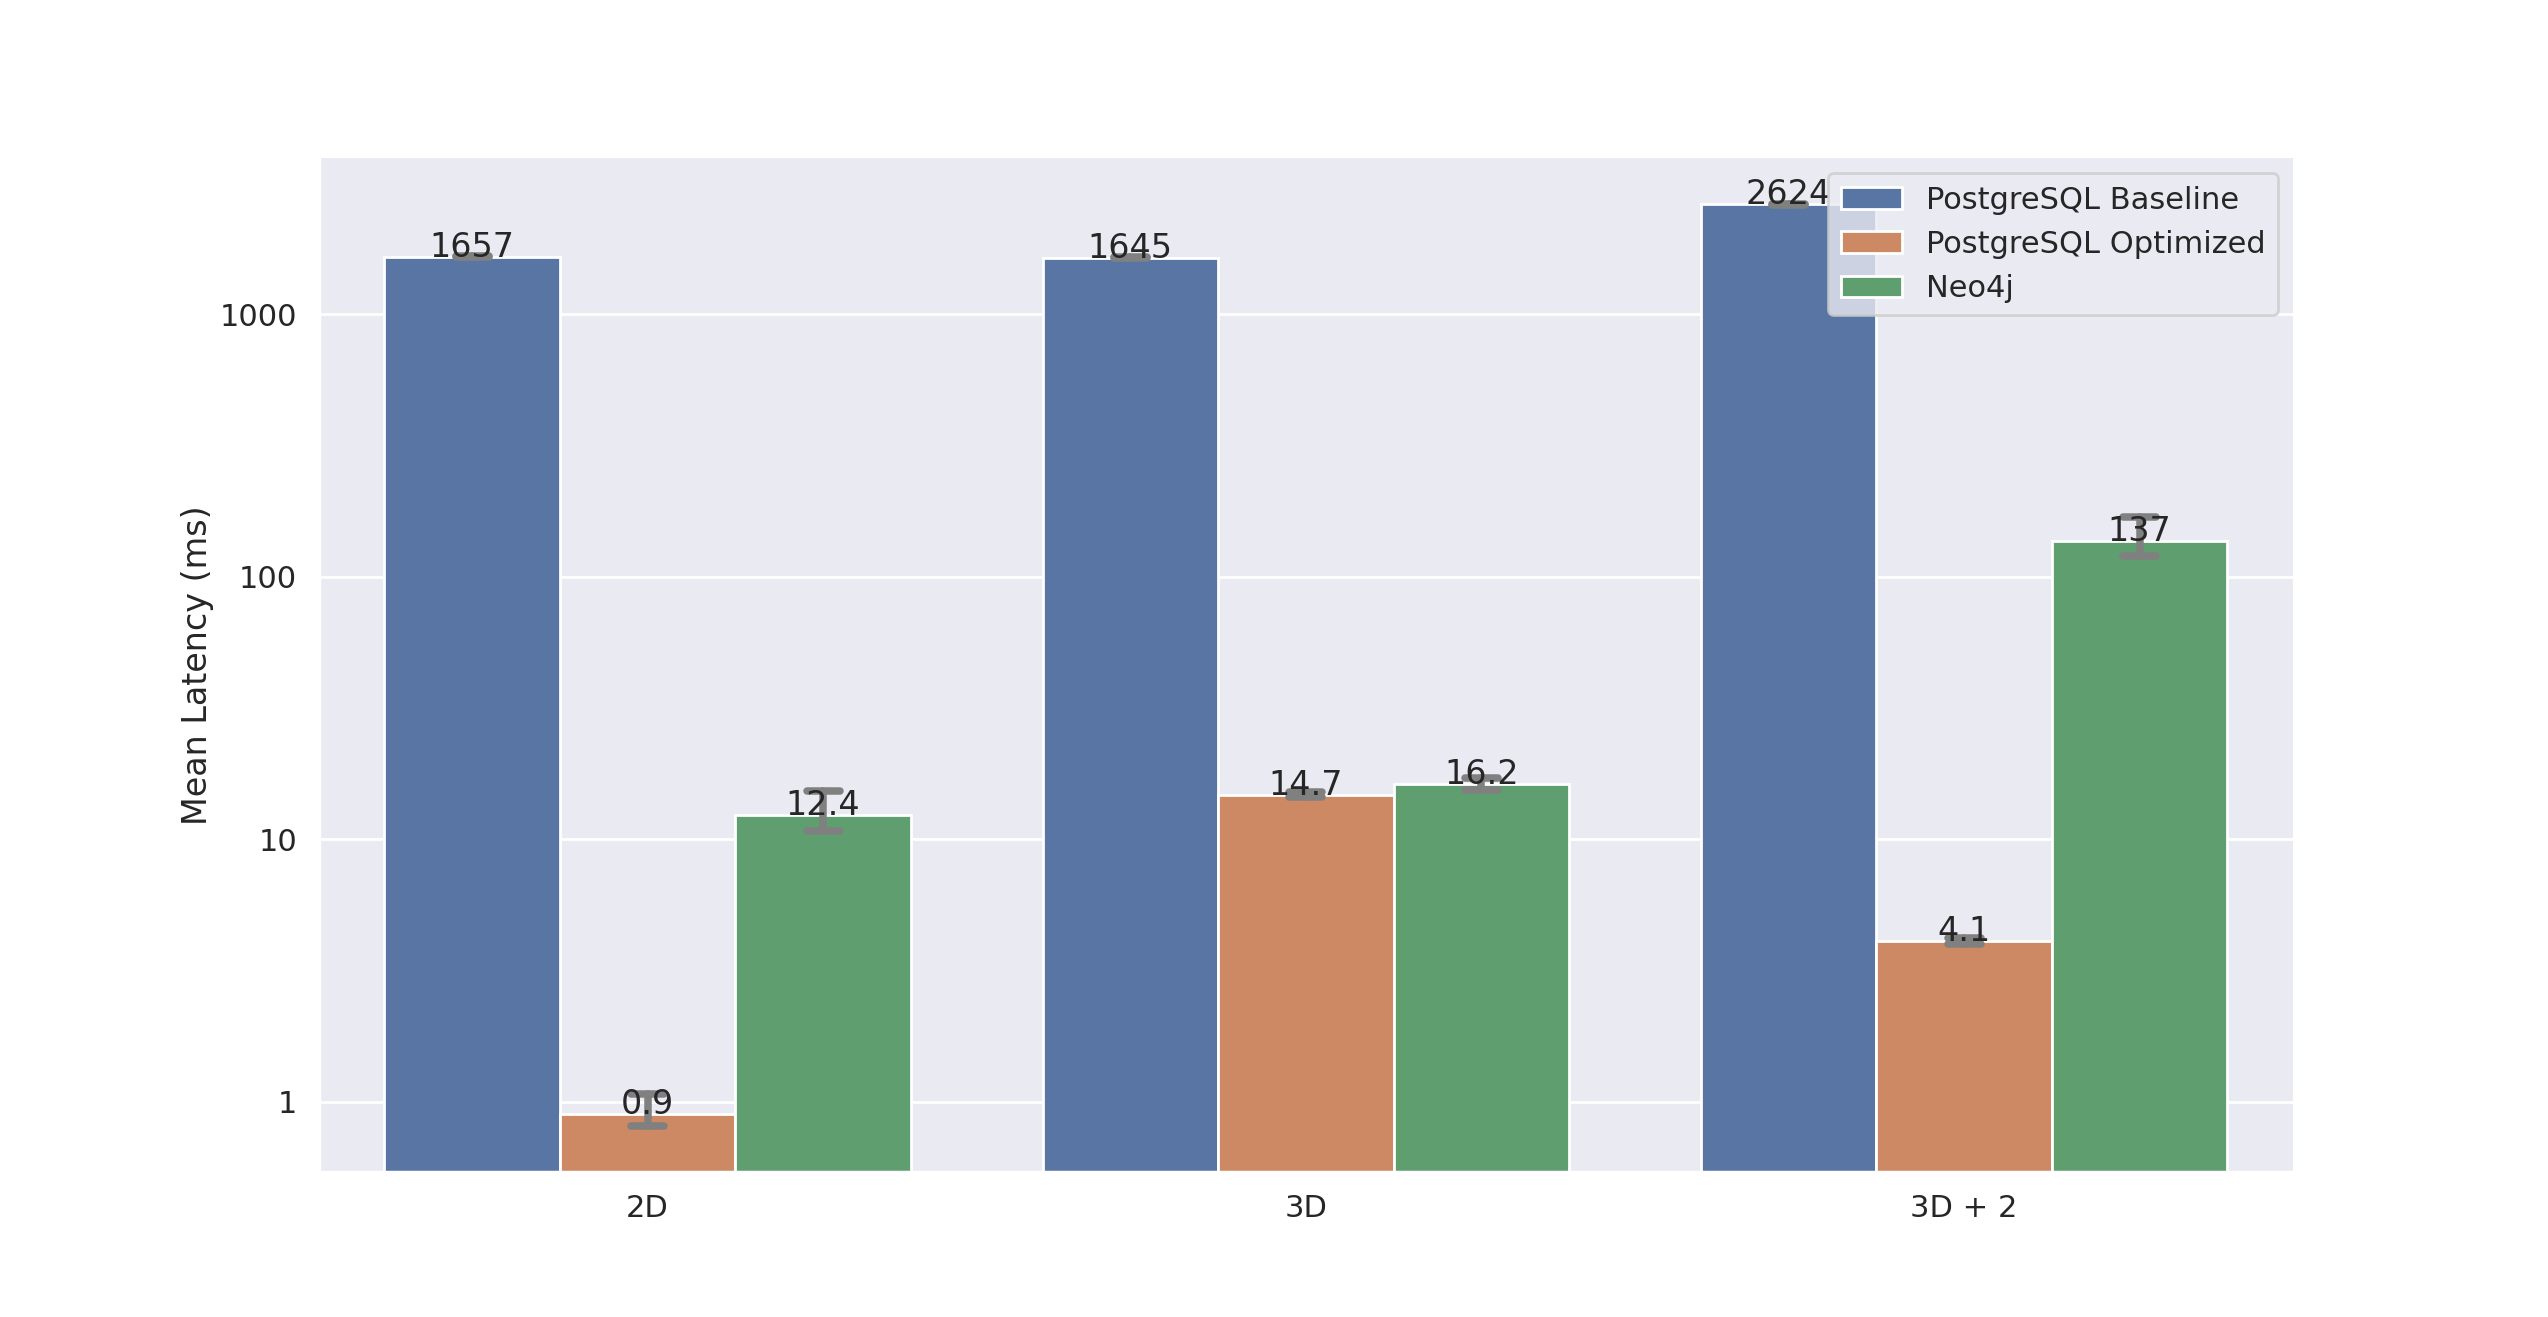 2624
PostgreSQL Baseline
PostgreSQL Optimized
Neo4j
1657
1645
1000
100
10
1
Mean Latency (ms)
137
12.4
14.7
16.2
0.9
4.1
2D
3D
3D + 2